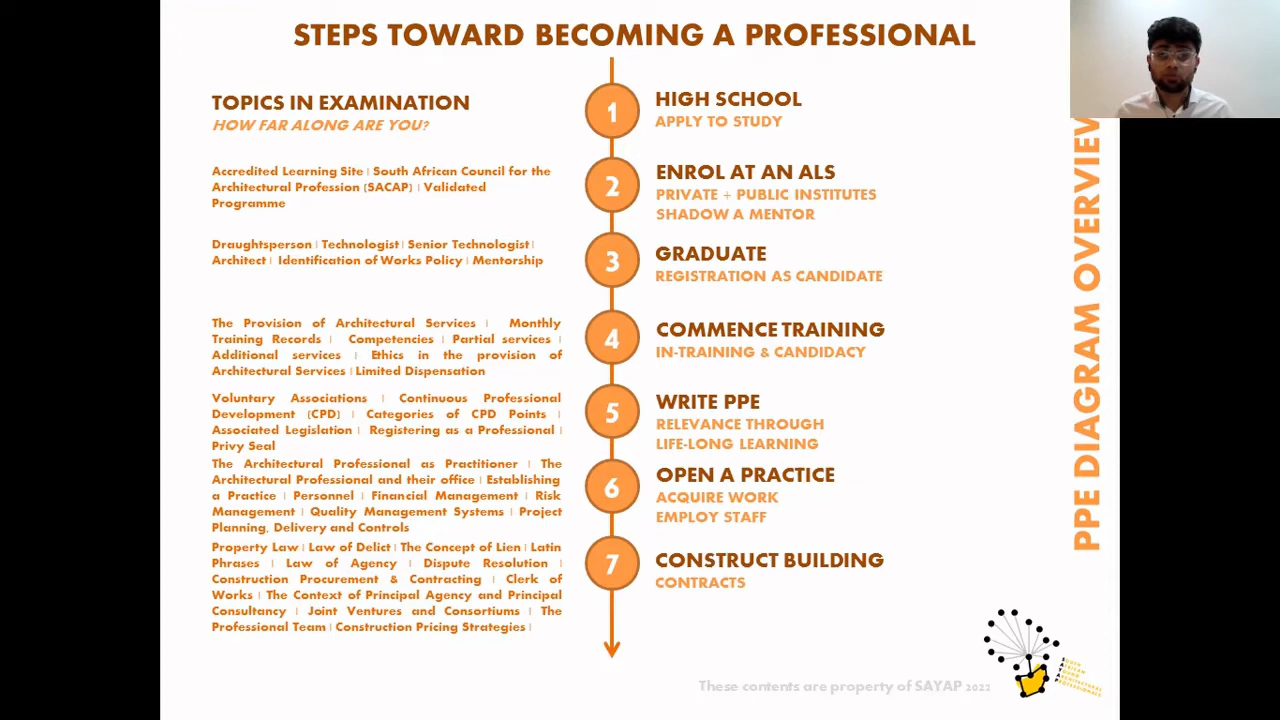 STEPS TOWARD BECOMING A PROFESSIONAL
TOPICS IN EXAMINATION
HOW FAR ALONG ARE YOU?
1
HIGH SCHOOL
APPLY TO STUDY
Accredited Learning Site | South African Council for the
Architectural Profession (SACAP) | Validated
Programme
2
ENROL AT AN ALS
PRIVATE + PUBLIC INSTITUTES
SHADOW A MENTOR
Draughtsperson | Technologist | Senior Technologist |
Architect | Identification of Works Policy | Mentorship
3
GRADUATE
REGISTRATION AS CANDIDATE
The Provision of Architectural Services | Monthly
Training Records | Competencies | Partial services |
Additional services | Ethics in the provision of
Architectural Services | Limited Dispensation
4
COMMENCE TRAINING
IN-TRAINING & CANDIDACY
Voluntary Associations | Continuous Professional
Development (CPD) | Categories of CPD Points |
Associated Legislation | Registering as a Professional |
Privy Seal
5
WRITE PPE
RELEVANCE THROUGH
LIFE-LONG LEARNING
The Architectural Professional as Practitioner | The
Architectural Professional and their office | Establishing
a Practice | Personnel | Financial Management | Risk
Management | Quality Management Systems | Project
Planning, Delivery and Controls
6
OPEN A PRACTICE
ACQUIRE WORK
EMPLOY STAFF
Property Law | Law of Delict | The Concept of Lien | Latin
Phrases | Law of Agency | Dispute Resolution |
Construction Procurement & Contracting | Clerk of
Works | The Context of Principal Agency and Principal
Consultancy | Joint Ventures and Consortiums | The
Professional Team | Construction Pricing Strategies |
7
CONSTRUCT BUILDING
CONTRACTS
PPE DIAGRAM OVERVIEW
These contents are property of SAYAP 2022
SOUTH
AFRICAN
YOUNG
ARCHITECTURAL
PROFESSIONALS